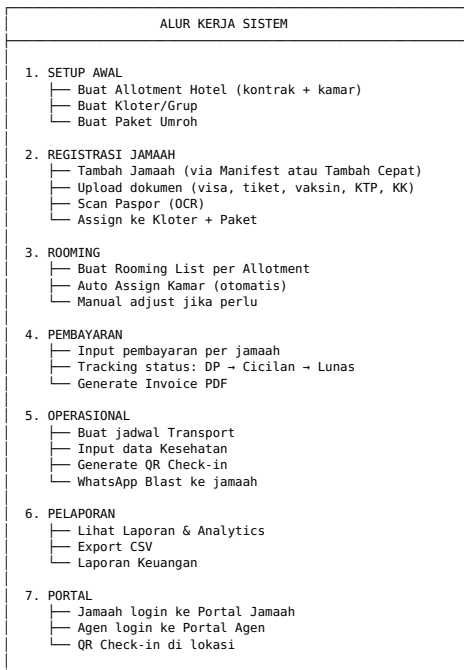 ALUR KERJA SISTEM
1. SETUP AWAL
├── Buat Allotment Hotel (kontrak + kamar)
├── Buat Kloter/Grup
└── Buat Paket Umroh
2. REGISTRASI JAMAAH
├── Tambah Jamaah (via Manifest atau Tambah Cepat)
├── Upload dokumen (visa, tiket, vaksin, KTP, KK)
├── Scan Paspor (OCR)
└── Assign ke Kloter + Paket
3. ROOMING
├── Buat Rooming List per Allotment
├── Auto Assign Kamar (otomatis)
└── Manual adjust jika perlu
4. PEMBAYARAN
├── Input pembayaran per jamaah
├── Tracking status: DP → Cicilan → Lunas
└── Generate Invoice PDF
5. OPERASIONAL
├── Buat jadwal Transport
├── Input data Kesehatan
├── Generate QR Check-in
└── WhatsApp Blast ke jamaah
6. PELAPORAN
├── Lihat Laporan & Analytics
├── Export CSV
└── Laporan Keuangan
7. PORTAL
├── Jamaah login ke Portal Jamaah
├── Agen login ke Portal Agen
└── QR Check-in di lokasi